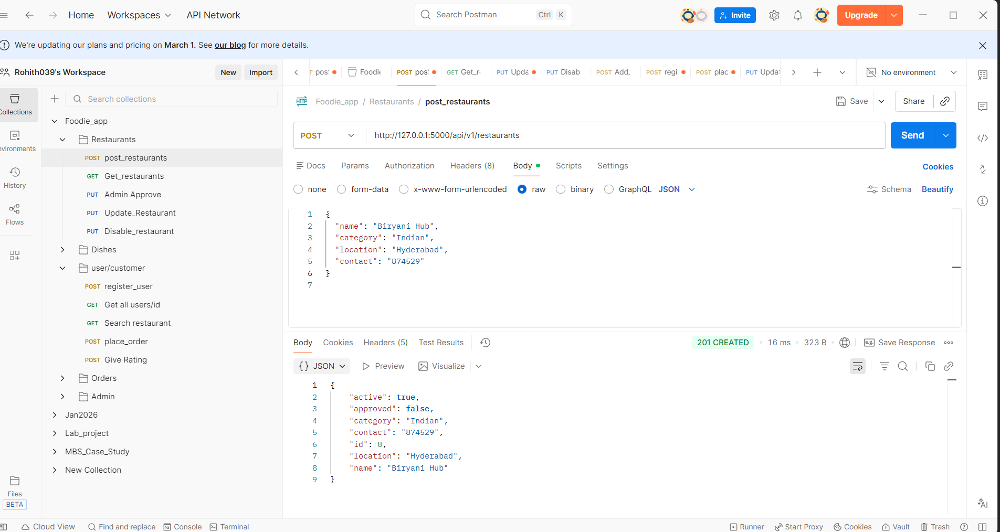 Home Workspaces API Network Search Postman Ctrl K Invite Upgrade
We're updating our plans and pricing on March 1. See our blog for more details.
Rohith039's Workspace New Import
POST Foodie POST GET Get_r PUT Upda PUT Disab POST Add_ POST regi PUT Updat No environment
Collections
Search collections
Foodie_app
Restaurants
POST post_restaurants
GET Get_restaurants
PUT Admin Approve
PUT Update_Restaurant
PUT Disable_restaurant
Dishes
user/customer
POST register_user
GET Get all users/id
GET Search restaurant
POST place_order
POST Give Rating
Orders
Admin
Jan2026
Lab_project
MBS_Case_Study
New Collection
History
Flows
Files
BETA
HTTP Foodie_app / Restaurants / post_restaurants Save Share
POST http://127.0.0.1:5000/api/v1/restaurants Send
Docs Params Authorization Headers (8) Body Scripts Settings Cookies
none form-data x-www-form-urlencoded raw binary GraphQL JSON Schema Beautify
1 {
2 "name": "Biryani Hub",
3 "category": "Indian",
4 "location": "Hyderabad",
5 "contact": "874529"
6 }
7
Body Cookies Headers (5) Test Results 201 CREATED 16 ms 323 B e.g. Save Response
{} JSON Preview Visualize
1 {
2 "active": true,
3 "approved": false,
4 "category": "Indian",
5 "contact": "874529",
6 "id": 8,
7 "location": "Hyderabad",
8 "name": "Biryani Hub"
9 }
AI
Cloud View Find and replace Console Terminal Runner Start Proxy Cookies Vault Trash